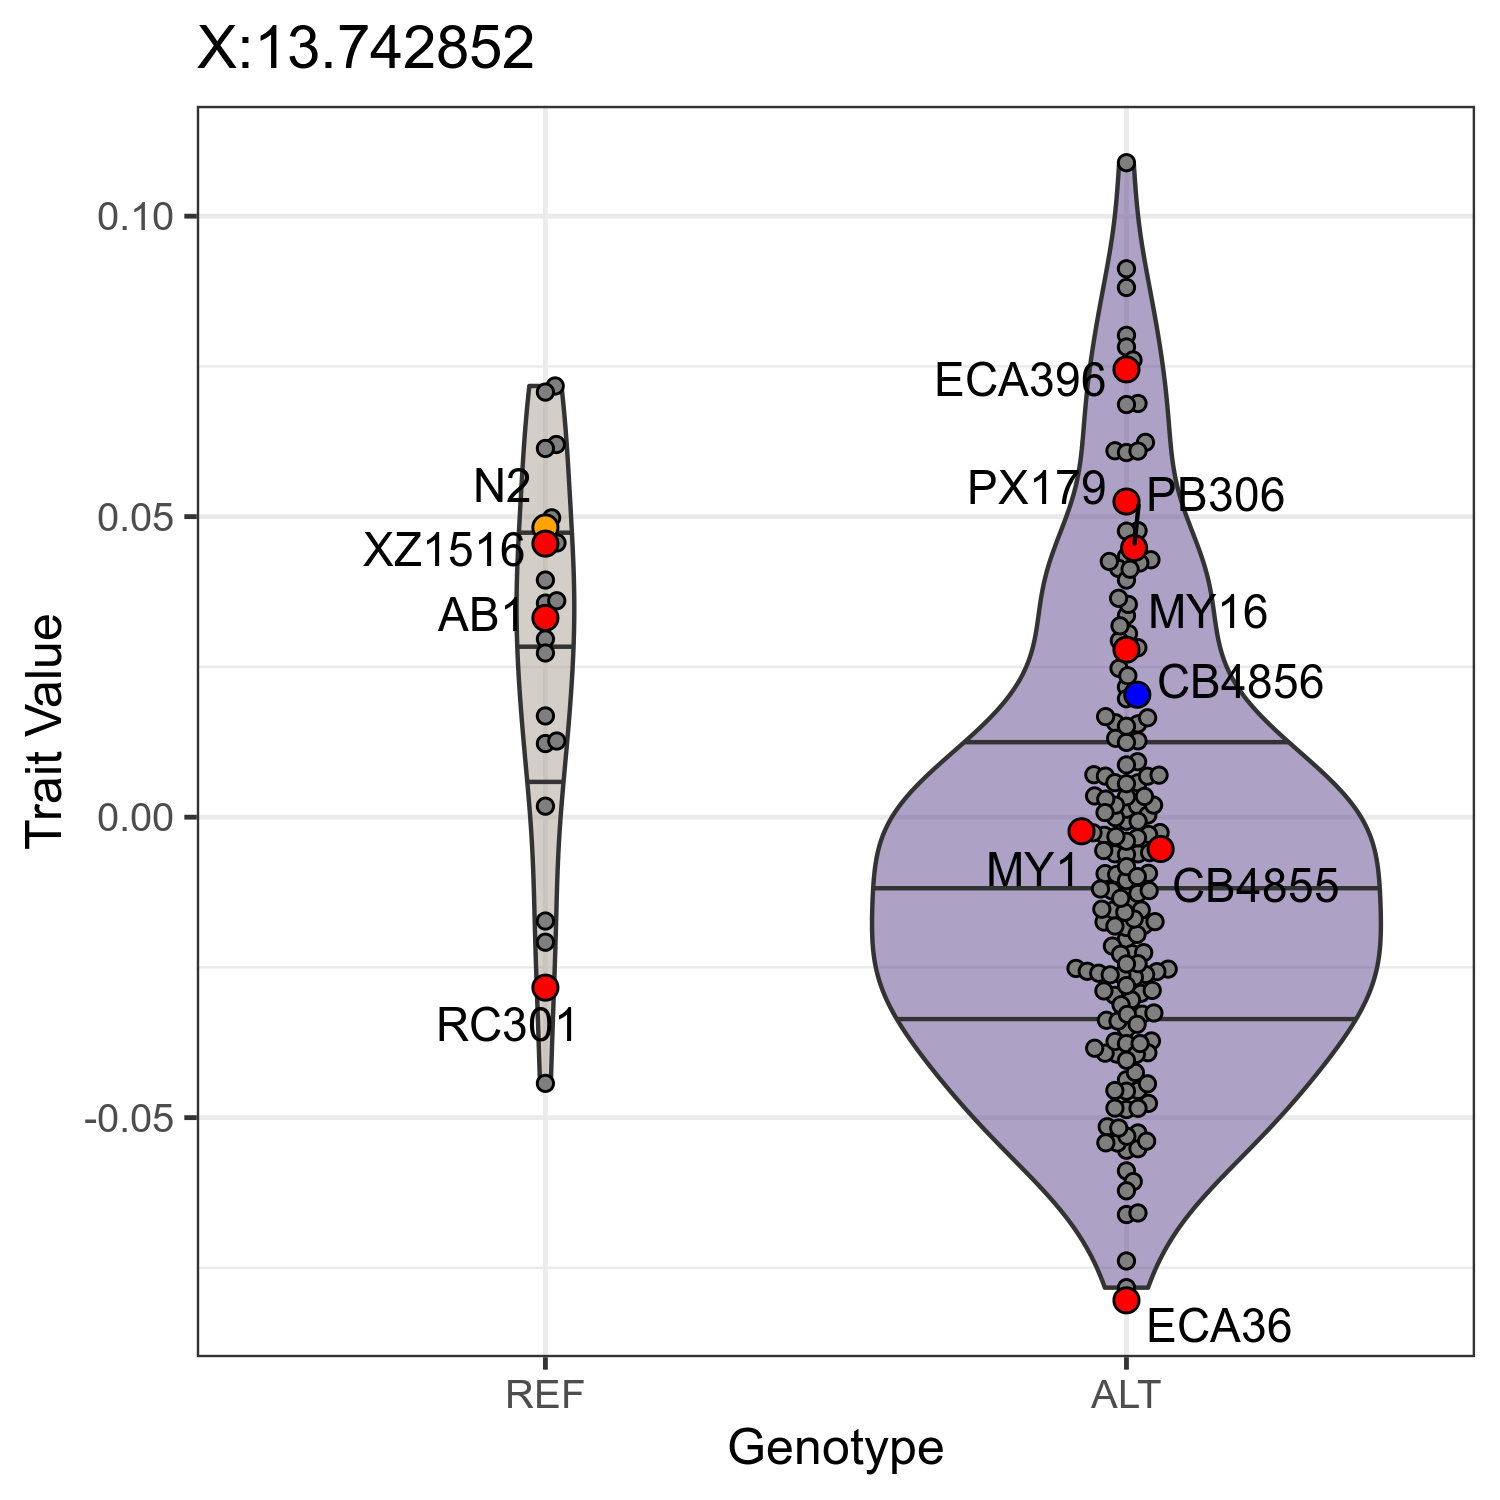 X:13.742852
Trait Value
0.10
0.05
0.00
-0.05
N2
XZ1516
AB1
RC301
ECA396
PX179
PB306
MY16
CB4856
MY1
CB4855
ECA36
REF
ALT
Genotype